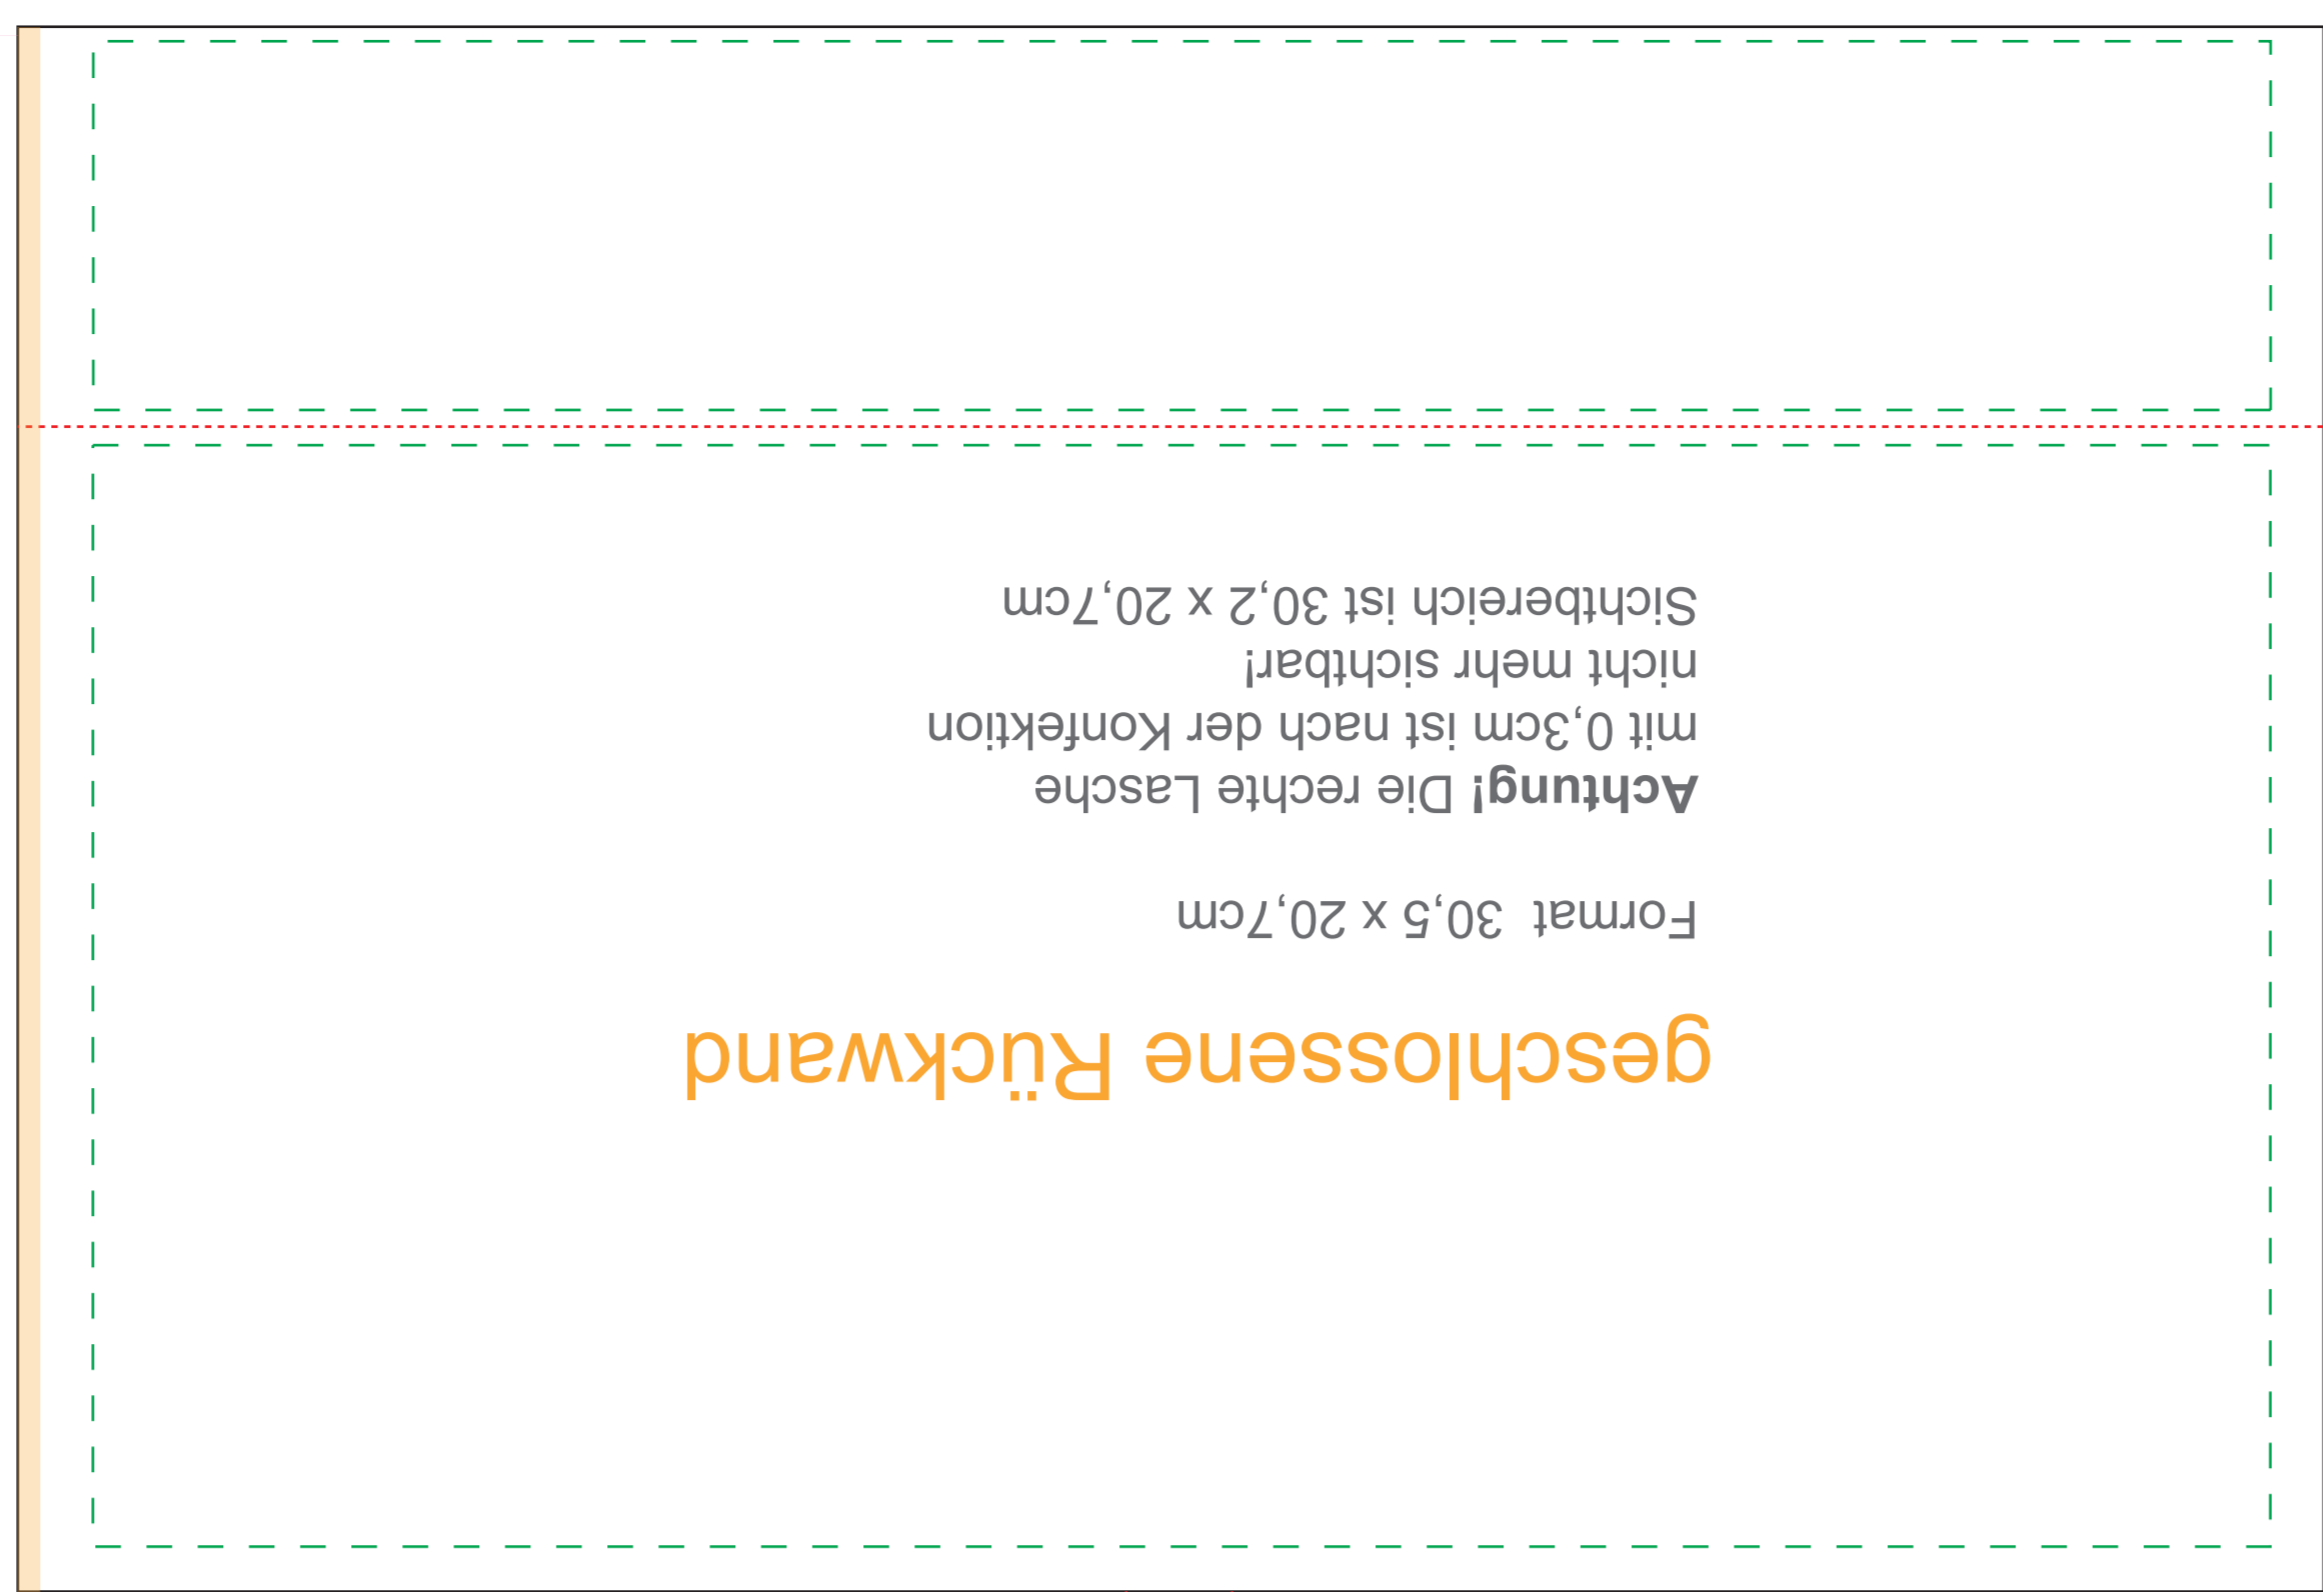 geschlossene Rückwand
Format 30,5 x 20,7cm
Achtung! Die rechte Lasche
mit 0,3cm ist nach der Konfektion
nicht mehr sichtbar!
Sichtbereich ist 30,2 x 20,7cm